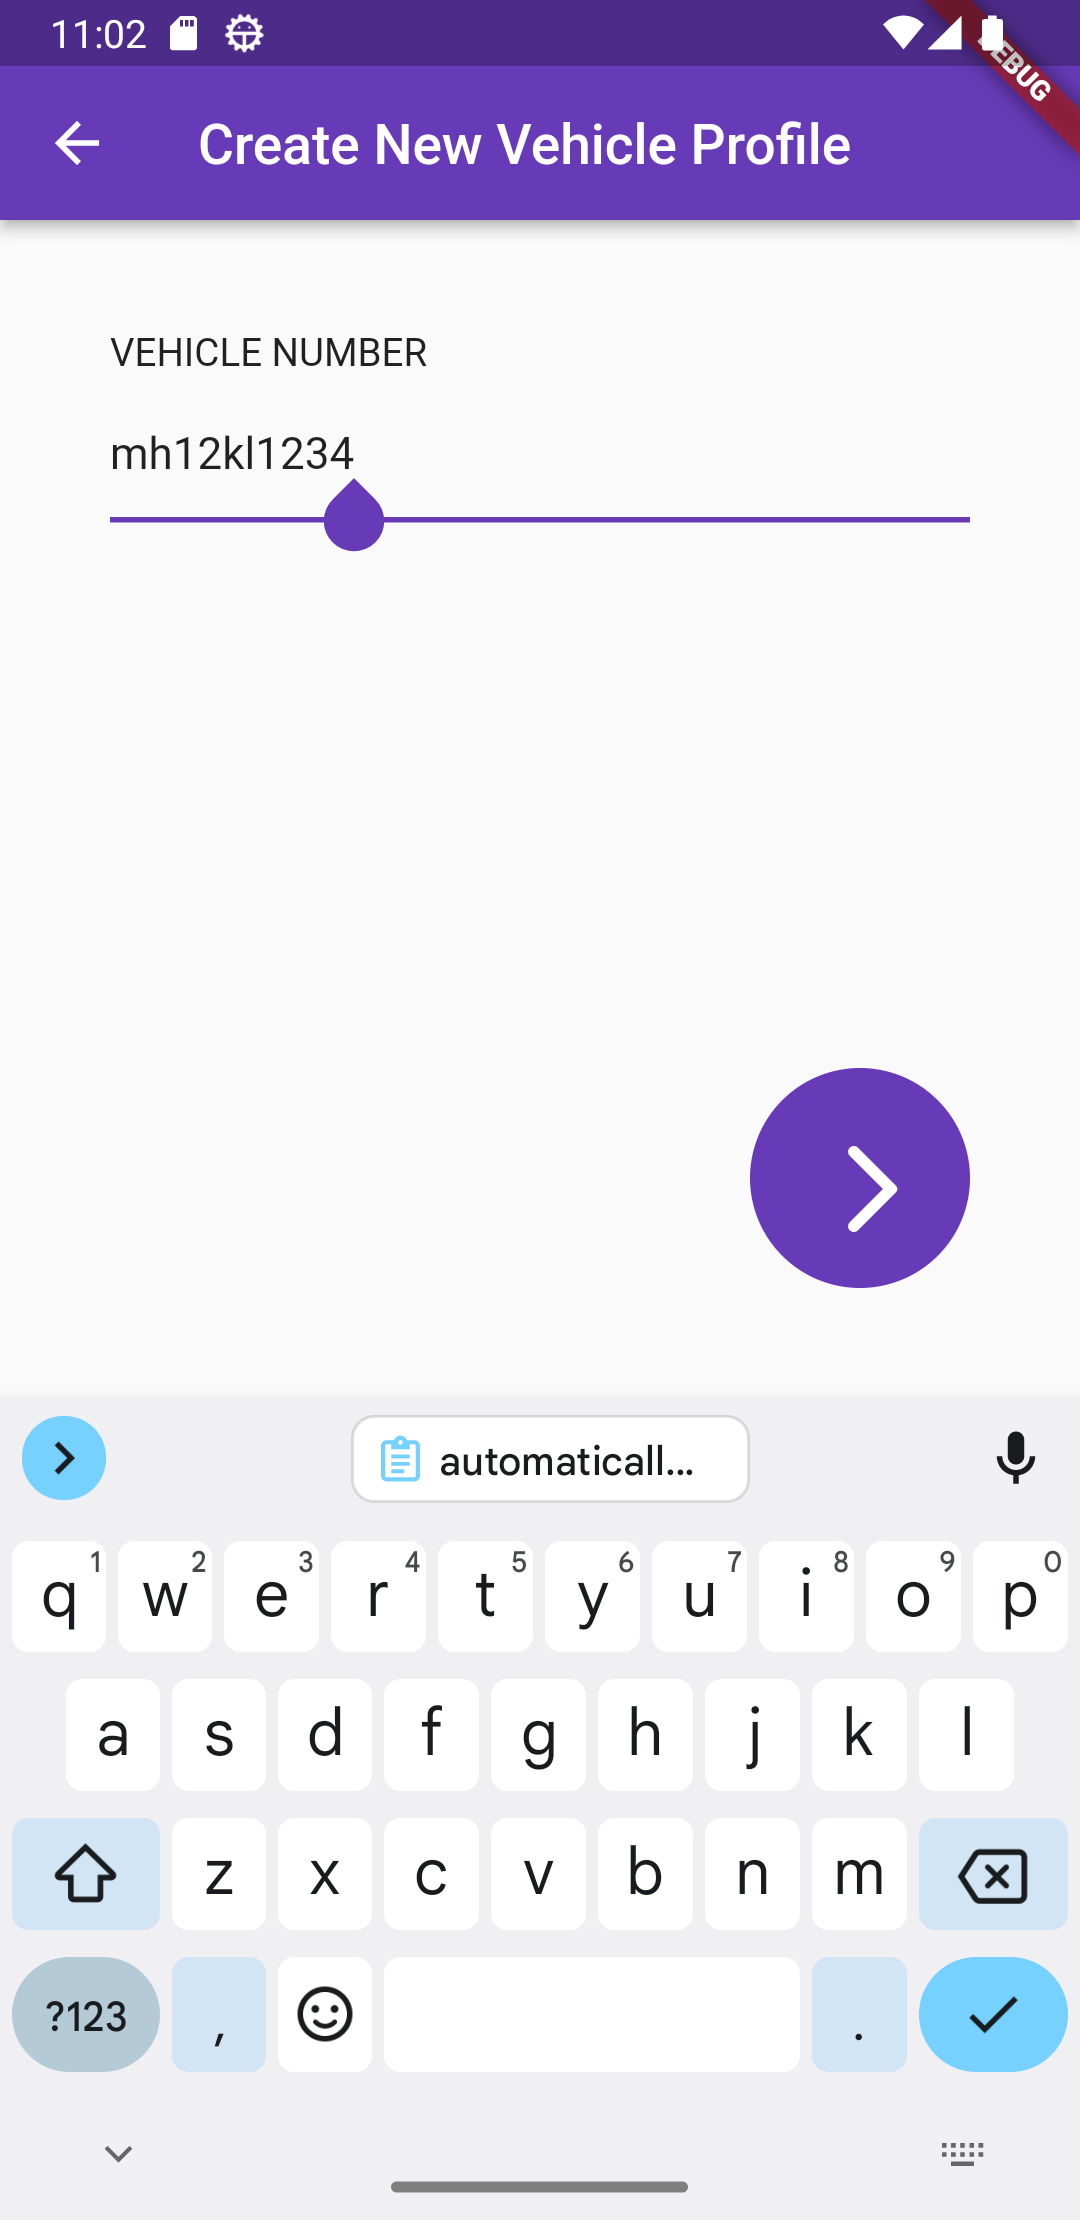 11:02
DEBUG
Create New Vehicle Profile
VEHICLE NUMBER
mh12kl1234
automaticall...
q 1 w 2 e 3 r 4 t 5 y 6 u 7 i 8 o 9 p 0
a s d f g h j k l
z x c v b n m
?123 , .